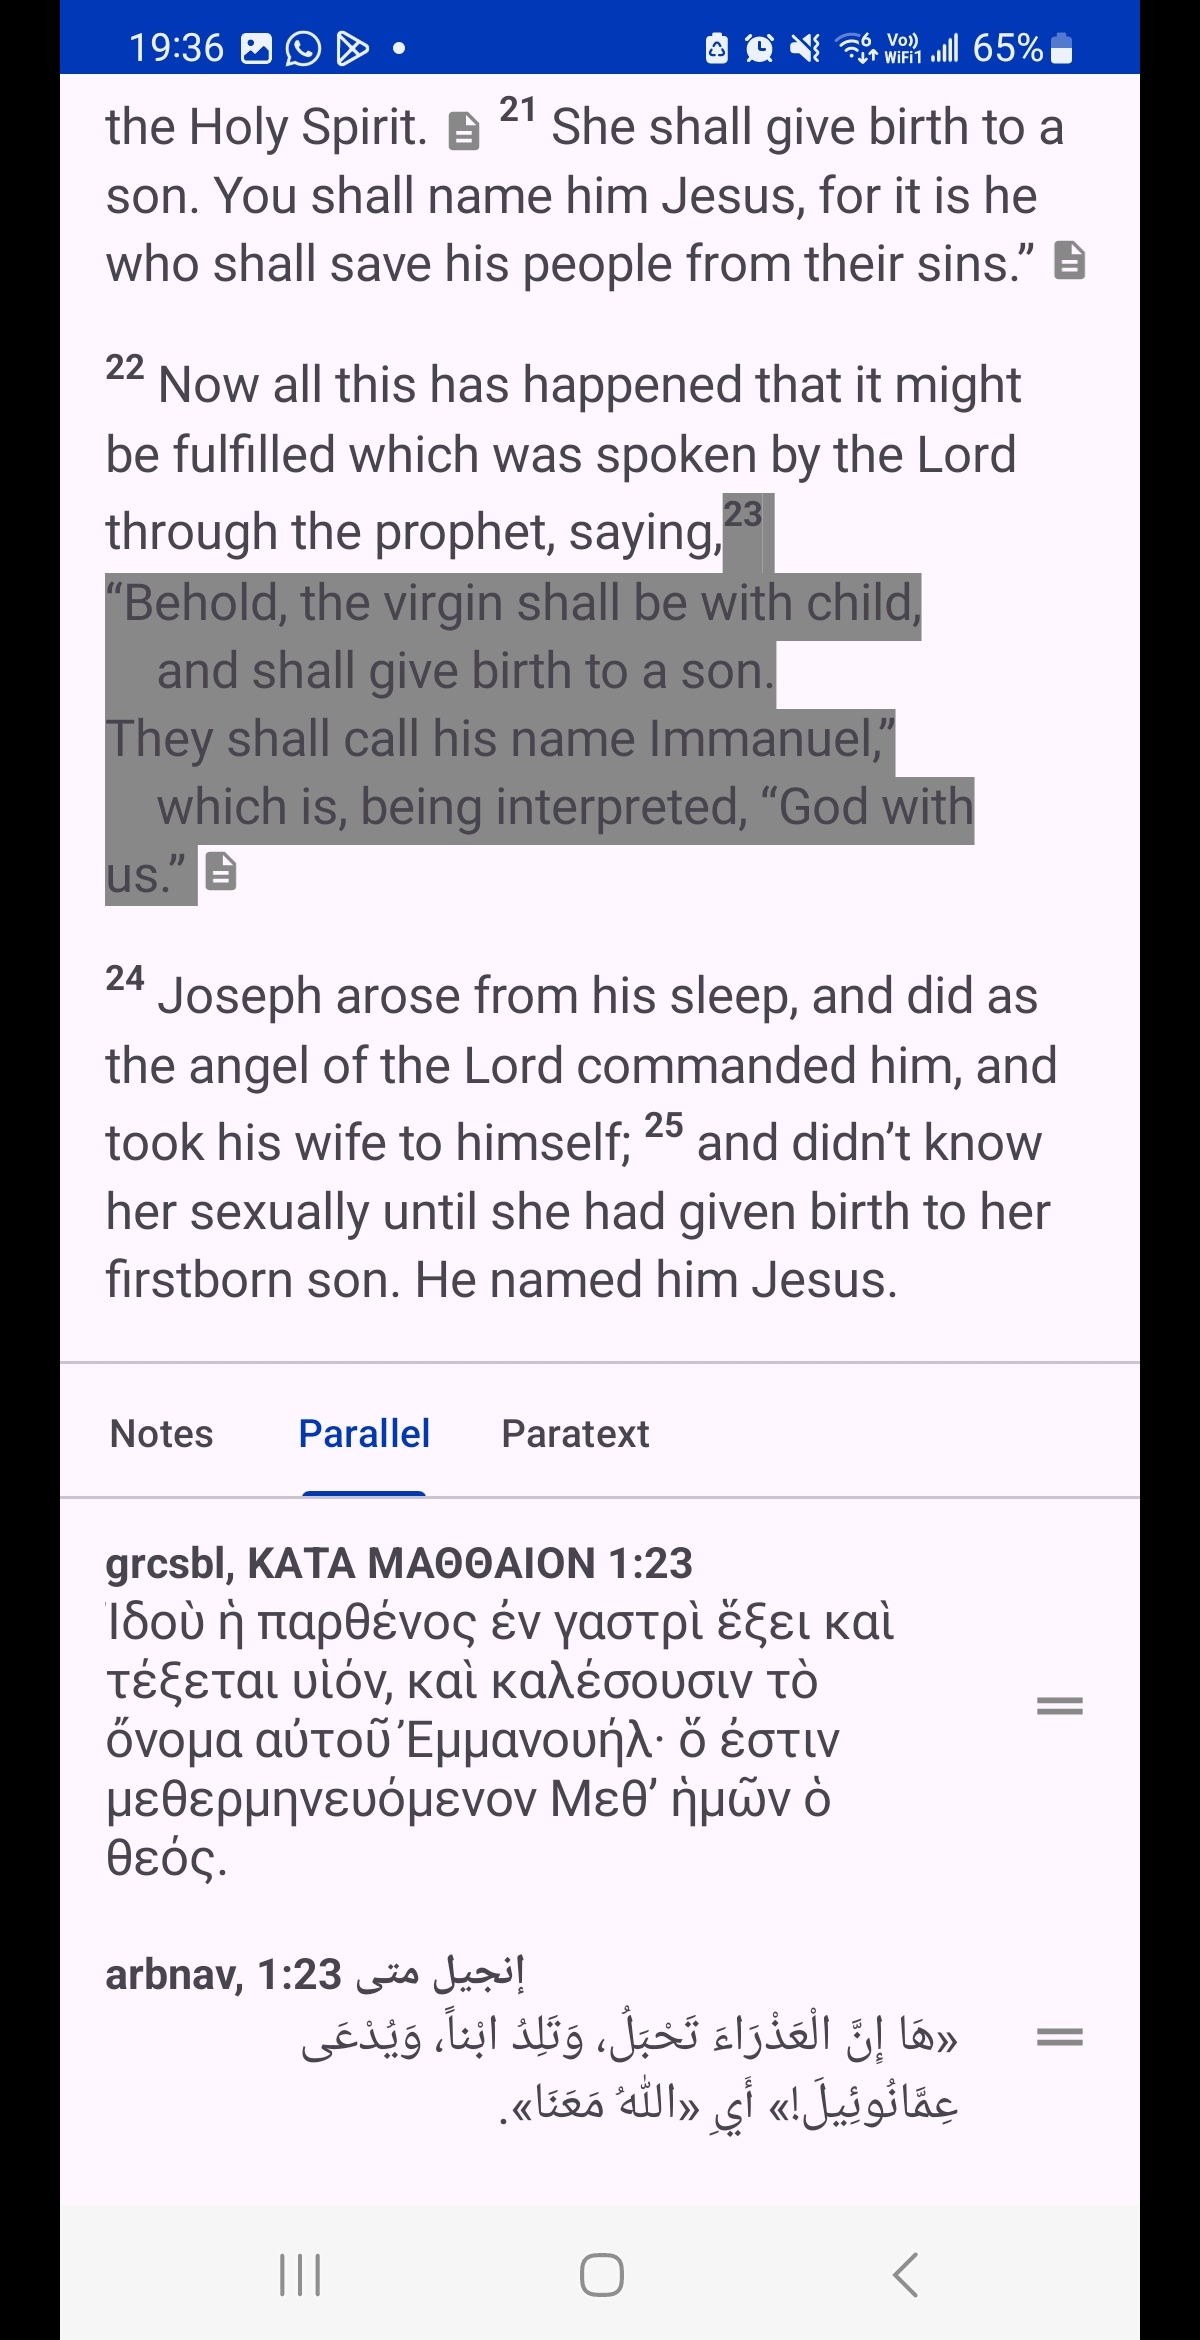 19:36 Vo)) WiFi1 65%
the Holy Spirit. 21 She shall give birth to a
son. You shall name him Jesus, for it is he
who shall save his people from their sins.”
22 Now all this has happened that it might
be fulfilled which was spoken by the Lord
through the prophet, saying,23
“Behold, the virgin shall be with child,
and shall give birth to a son.
They shall call his name Immanuel,”
which is, being interpreted, “God with
us.”
24 Joseph arose from his sleep, and did as
the angel of the Lord commanded him, and
took his wife to himself; 25 and didn’t know
her sexually until she had given birth to her
firstborn son. He named him Jesus.
Notes Parallel Paratext
grcsbl, ΚΑΤΑ ΜΑΘΘΑΙΟΝ 1:23
Ἰδοὺ ἡ παρθένος ἐν γαστρὶ ἕξει καὶ
τέξεται υἱόν, καὶ καλέσουσιν τὸ
ὄνομα αὐτοῦ Ἐμμανουήλ· ὅ ἐστιν
μεθερμηνευόμενον Μεθ’ ἡμῶν ὁ
θεός.
arbnav, 1:23 إنجيل متى
«هَا إِنَّ الْعَذْرَاءَ تَحْبَلُ، وَتَلِدُ ابْناً، وَيُدْعَى
عِمَّانُوئِيلَ!» أَيِ «اللهُ مَعَنَا».